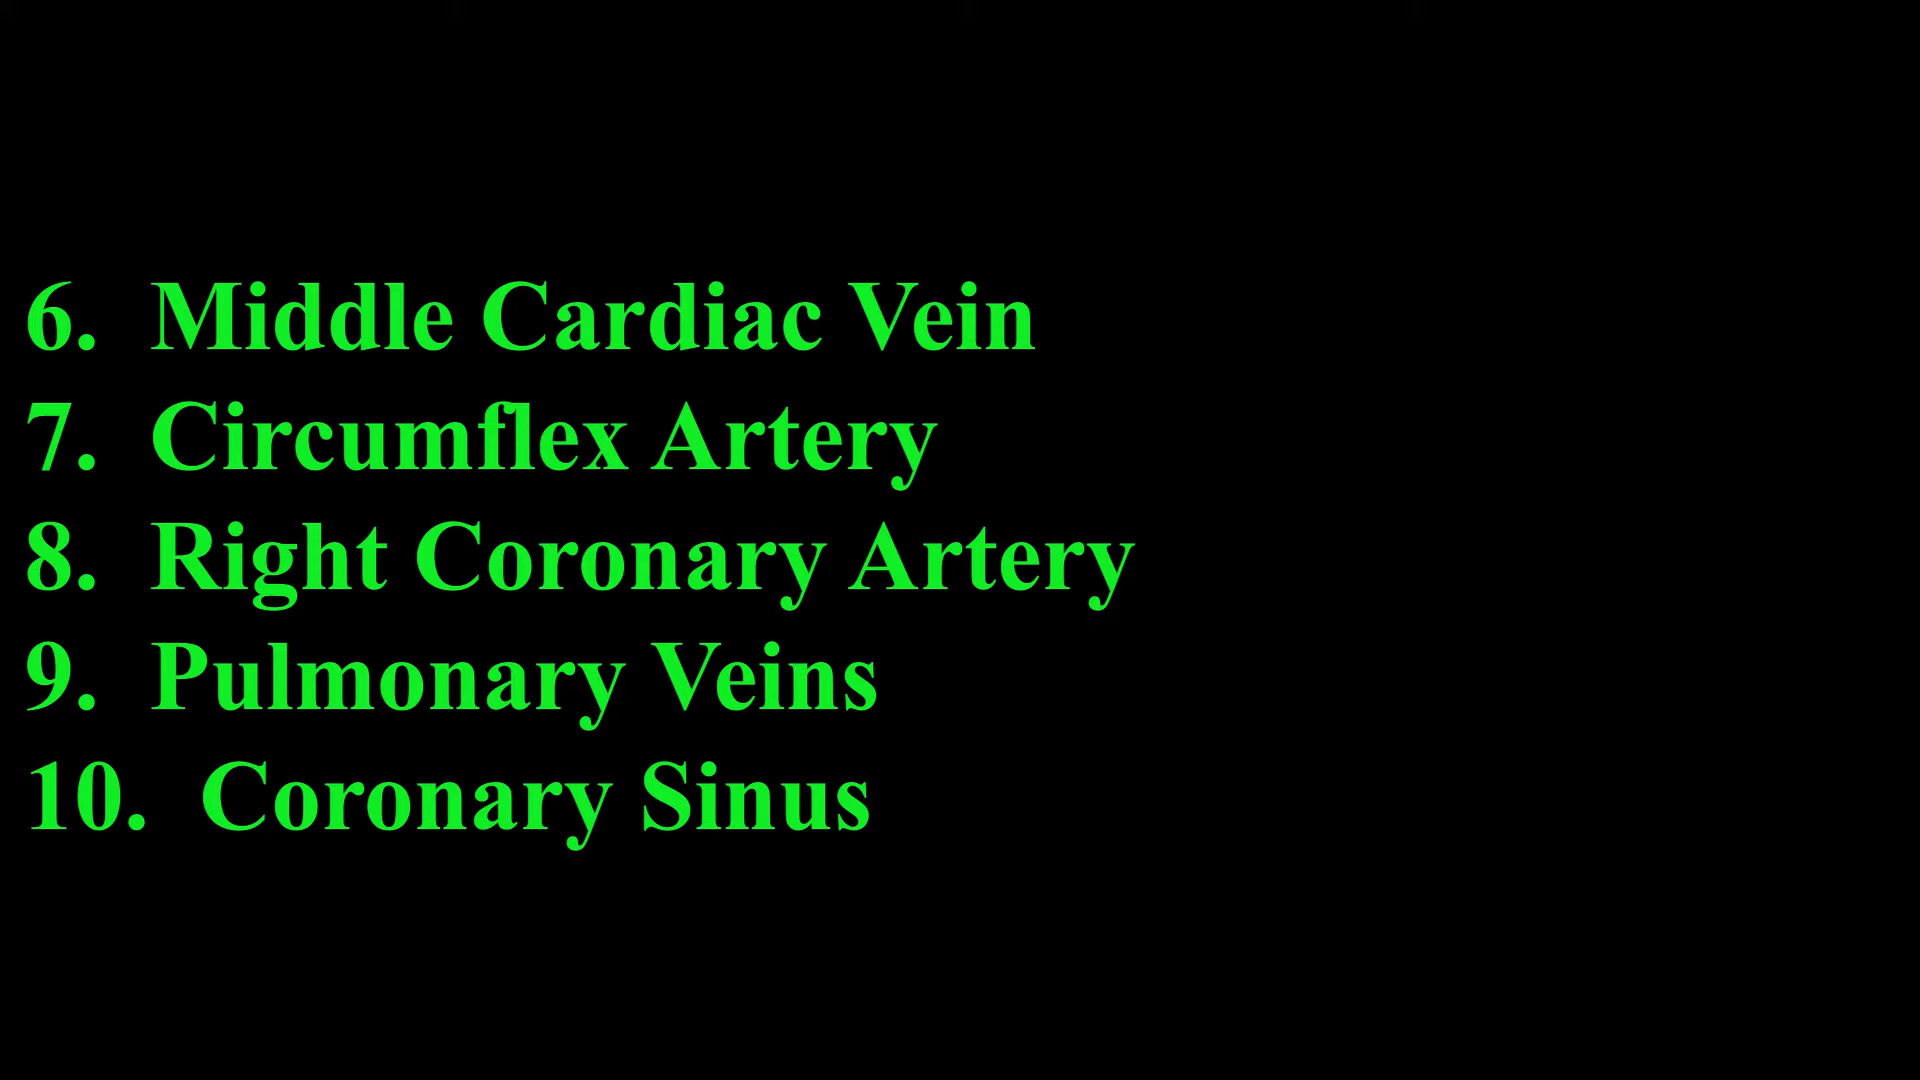 6. Middle Cardiac Vein
7. Circumflex Artery
8. Right Coronary Artery
9. Pulmonary Veins
10. Coronary Sinus